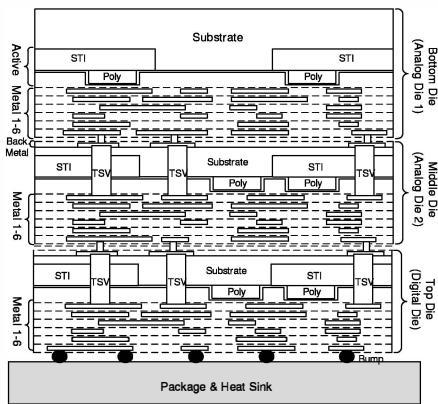 Substrate
Active
STI
STI
Poly
Poly
Metal 1-6
Bottom Die
(Analog Die 1)
Back
Metal
STI
TSV
TSV
Substrate
STI
TSV
Poly
Poly
Metal 1-6
Middle Die
(Analog Die 2)
STI
TSV
TSV
Substrate
STI
TSV
Poly
Poly
Metal 1-6
Top Die
(Digital Die)
Bump
Package & Heat Sink